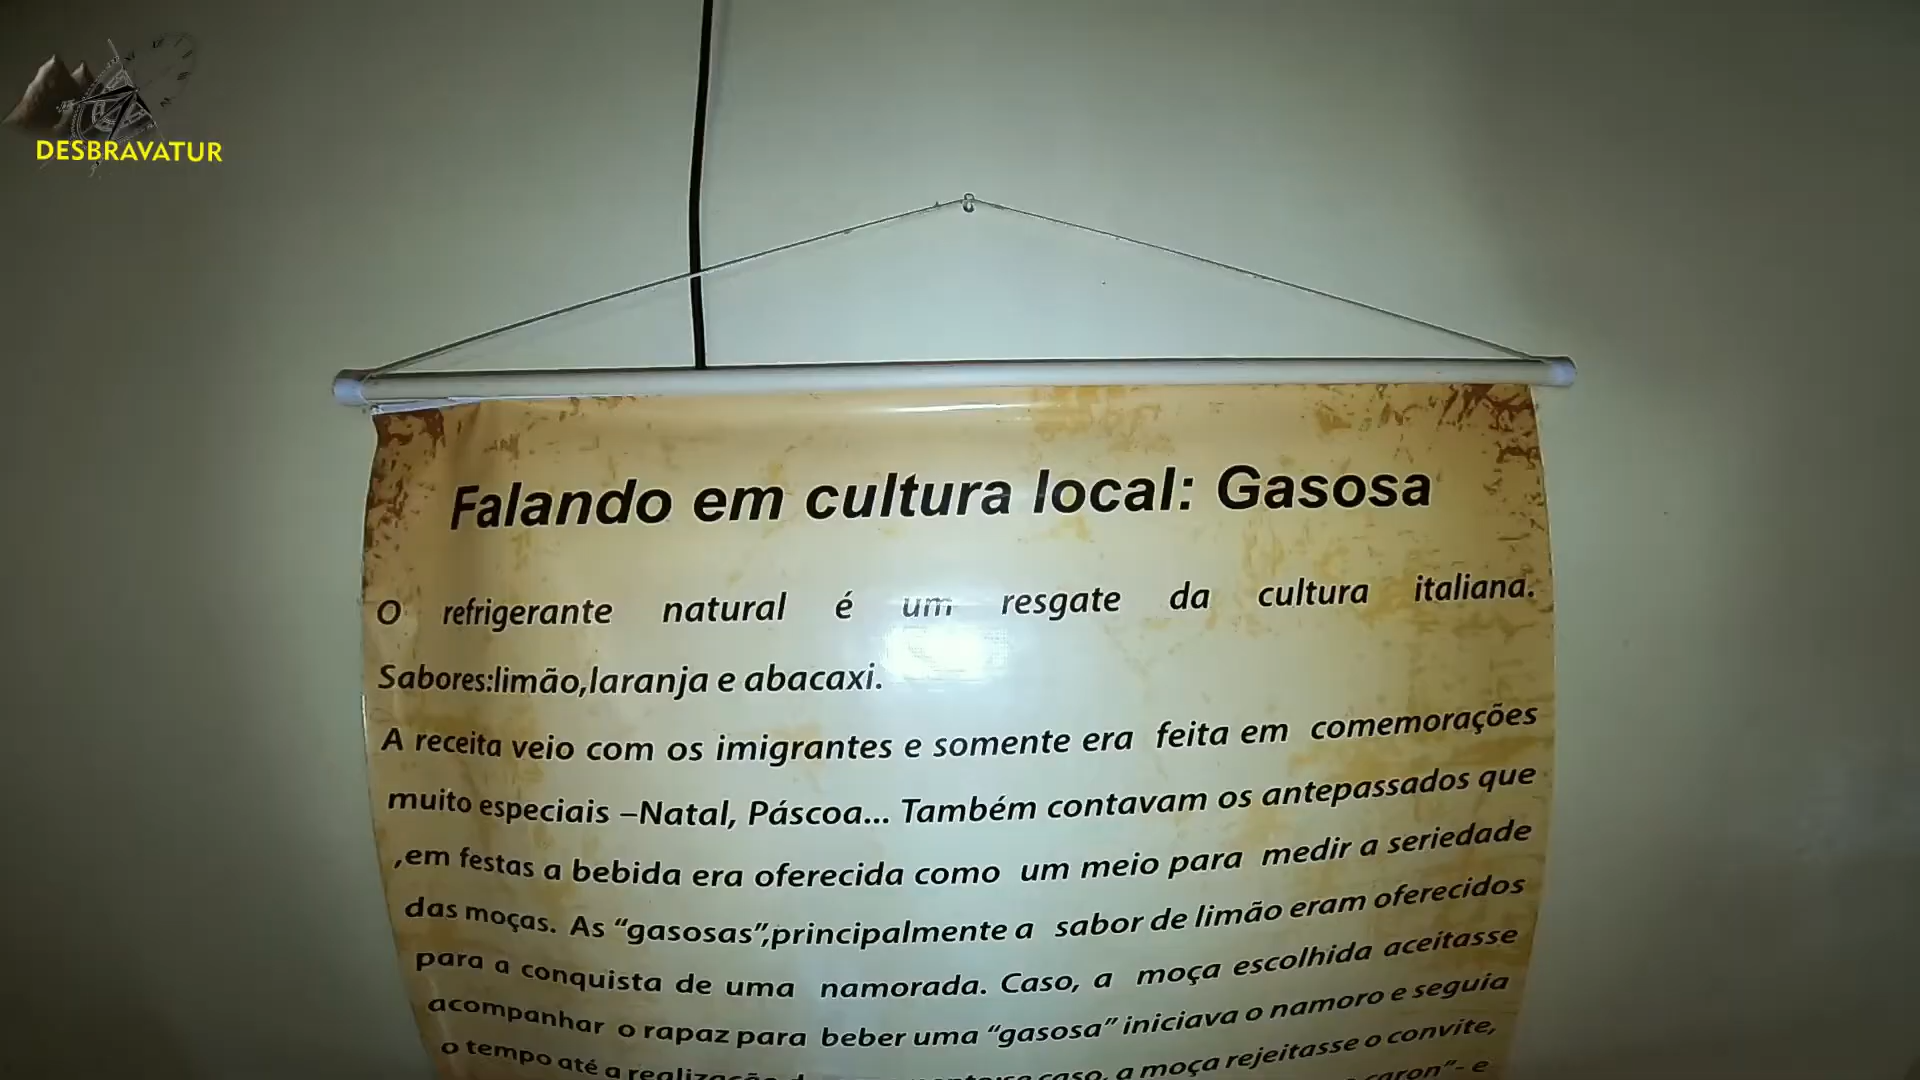 DESBRAVATUR
Falando em cultura local: Gasosa
O refrigerante natural é um resgate da cultura italiana.
Sabores:limão,laranja e abacaxi.
A receita veio com os imigrantes e somente era feita em comemorações
muito especiais –Natal, Páscoa... Também contavam os antepassados que
,em festas a bebida era oferecida como um meio para medir a seriedade
das moças. As “gasosas”,principalmente a sabor de limão eram oferecidos
para a conquista de uma namorada. Caso, a moça escolhida aceitasse
acompanhar o rapaz para beber uma “gasosa” iniciava o namoro e seguia
o tempo até a caso, a moça rejeitasse o convite,